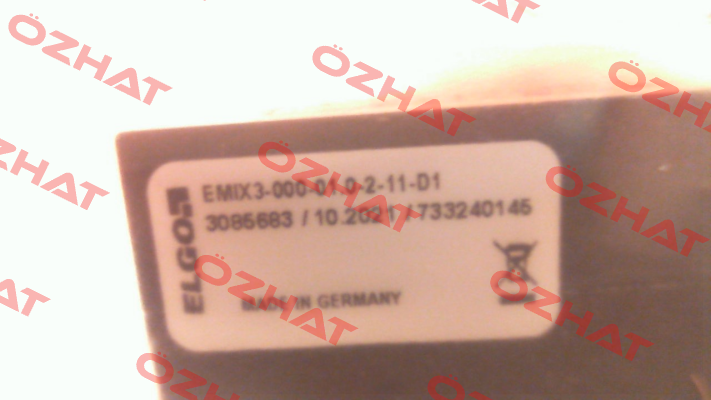 ELGO
EMIX3-000-01.0-2-11-D1
3085683 / 10.2021 / 733240145
MADE IN GERMANY
ÖZHAT
ÖZHAT
ÖZHAT
ÖZHAT
ÖZHAT
ÖZHAT
ÖZHAT
ÖZHAT
ÖZHAT